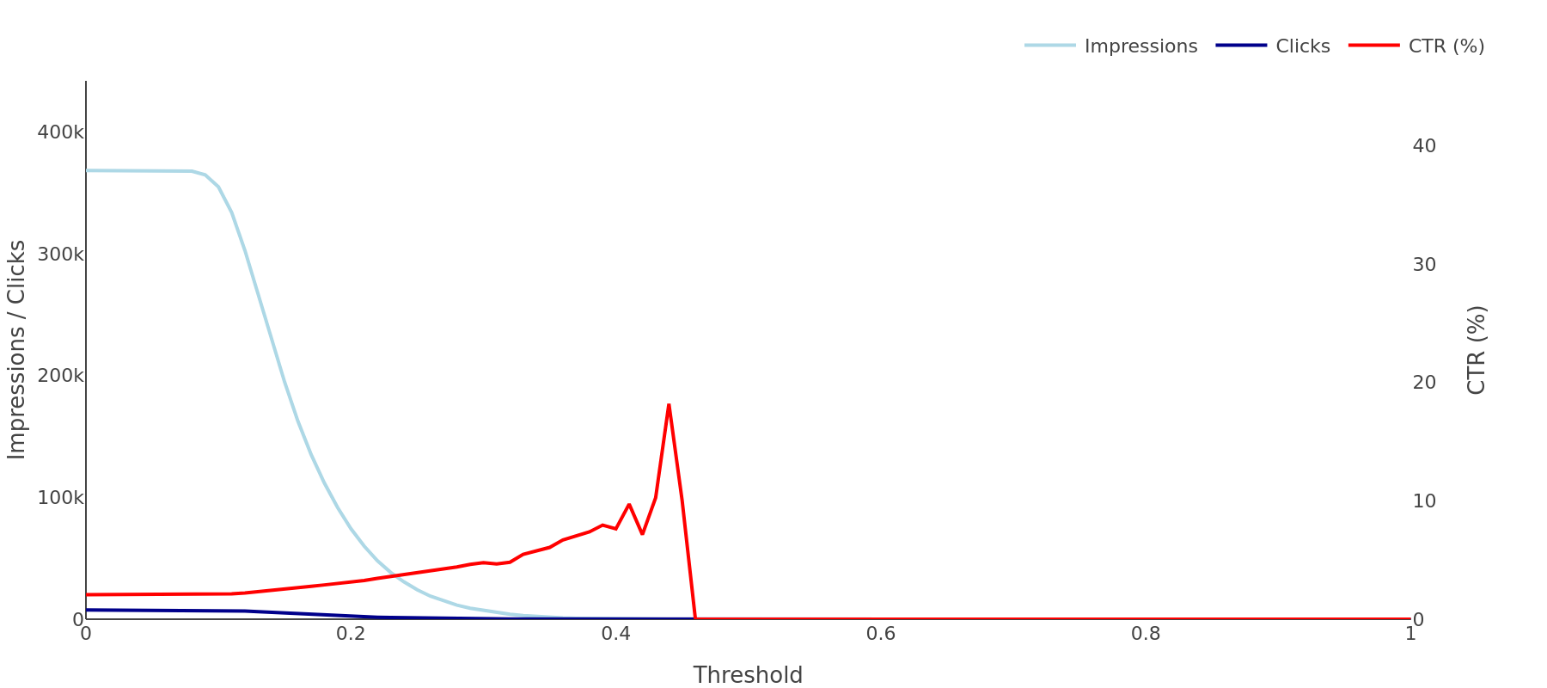 Impressions Clicks CTR (%)
400k
300k
200k
100k
0
Impressions / Clicks
40
30
20
10
0
CTR (%)
0 0.2 0.4 0.6 0.8 1
Threshold